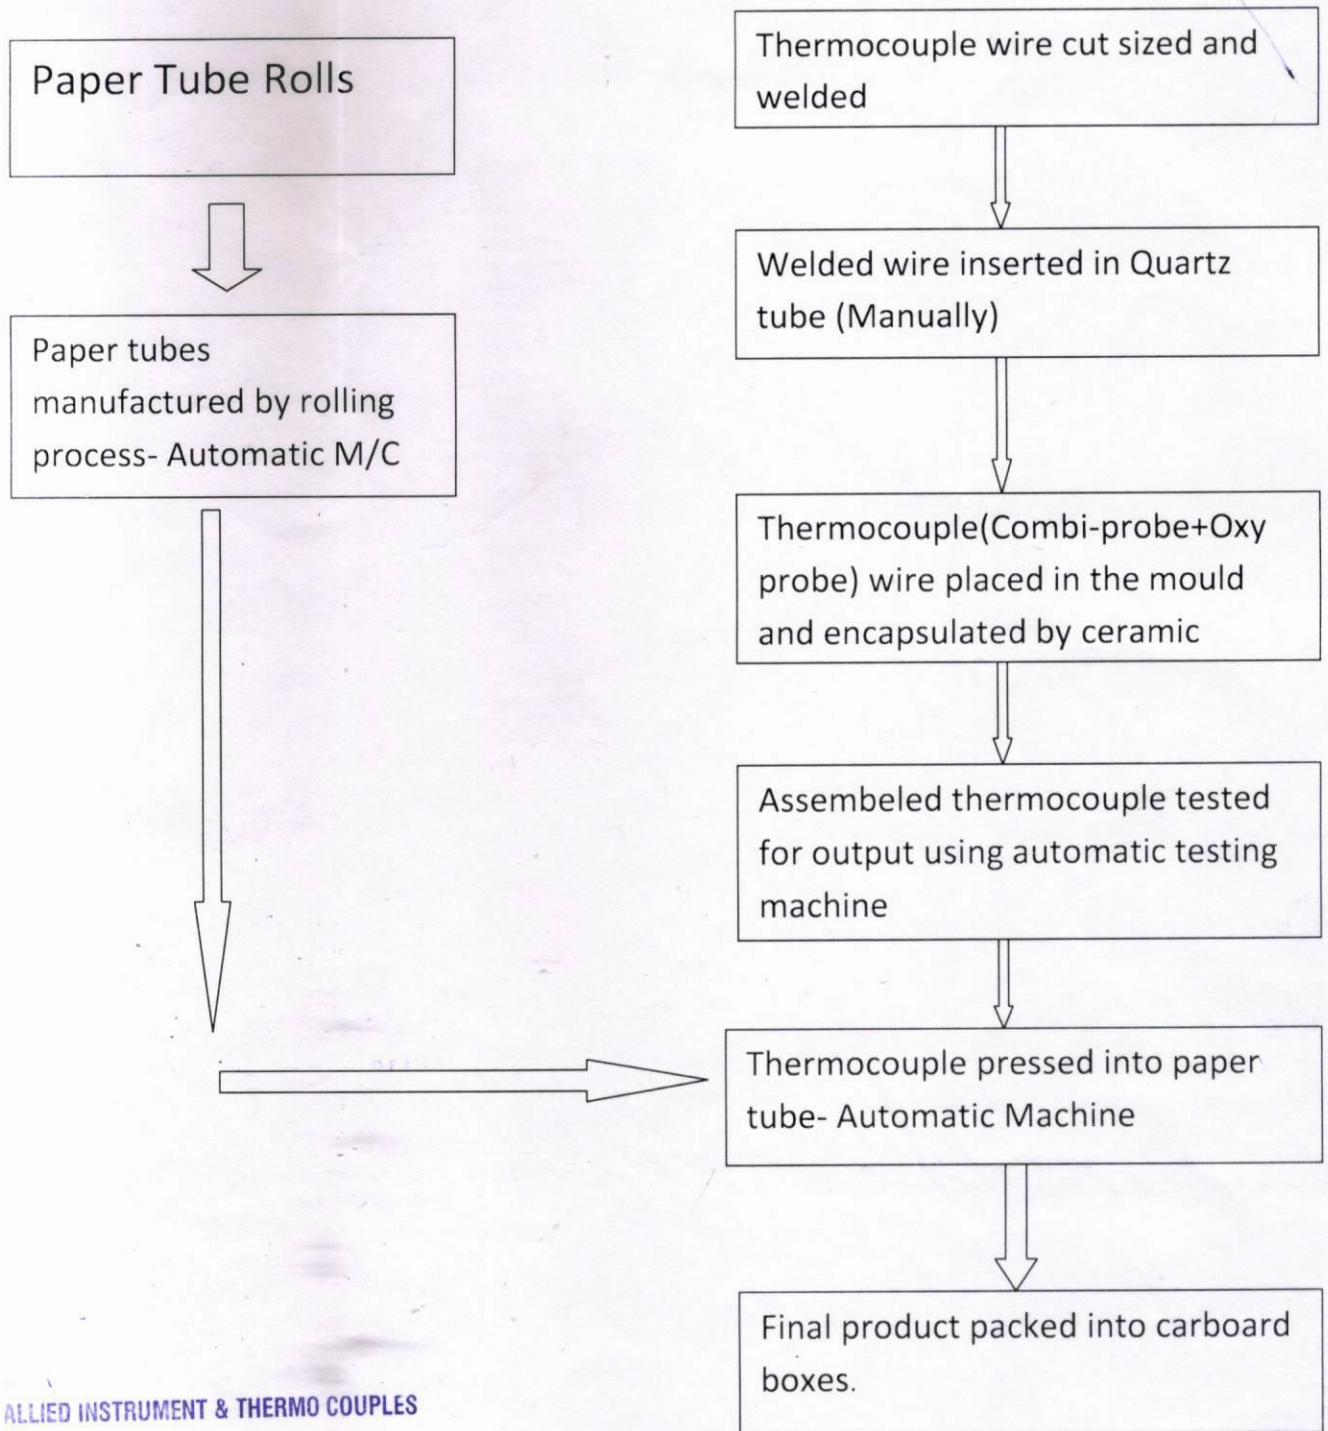 Paper Tube Rolls
Paper tubes
manufactured by rolling
process- Automatic M/C
Thermocouple wire cut sized and
welded
Welded wire inserted in Quartz
tube (Manually)
Thermocouple(Combi-probe+Oxy
probe) wire placed in the mould
and encapsulated by ceramic
Assembeled thermocouple tested
for output using automatic testing
machine
Thermocouple pressed into paper
tube- Automatic Machine
Final product packed into carboard
boxes.
ALLIED INSTRUMENT & THERMO COUPLES